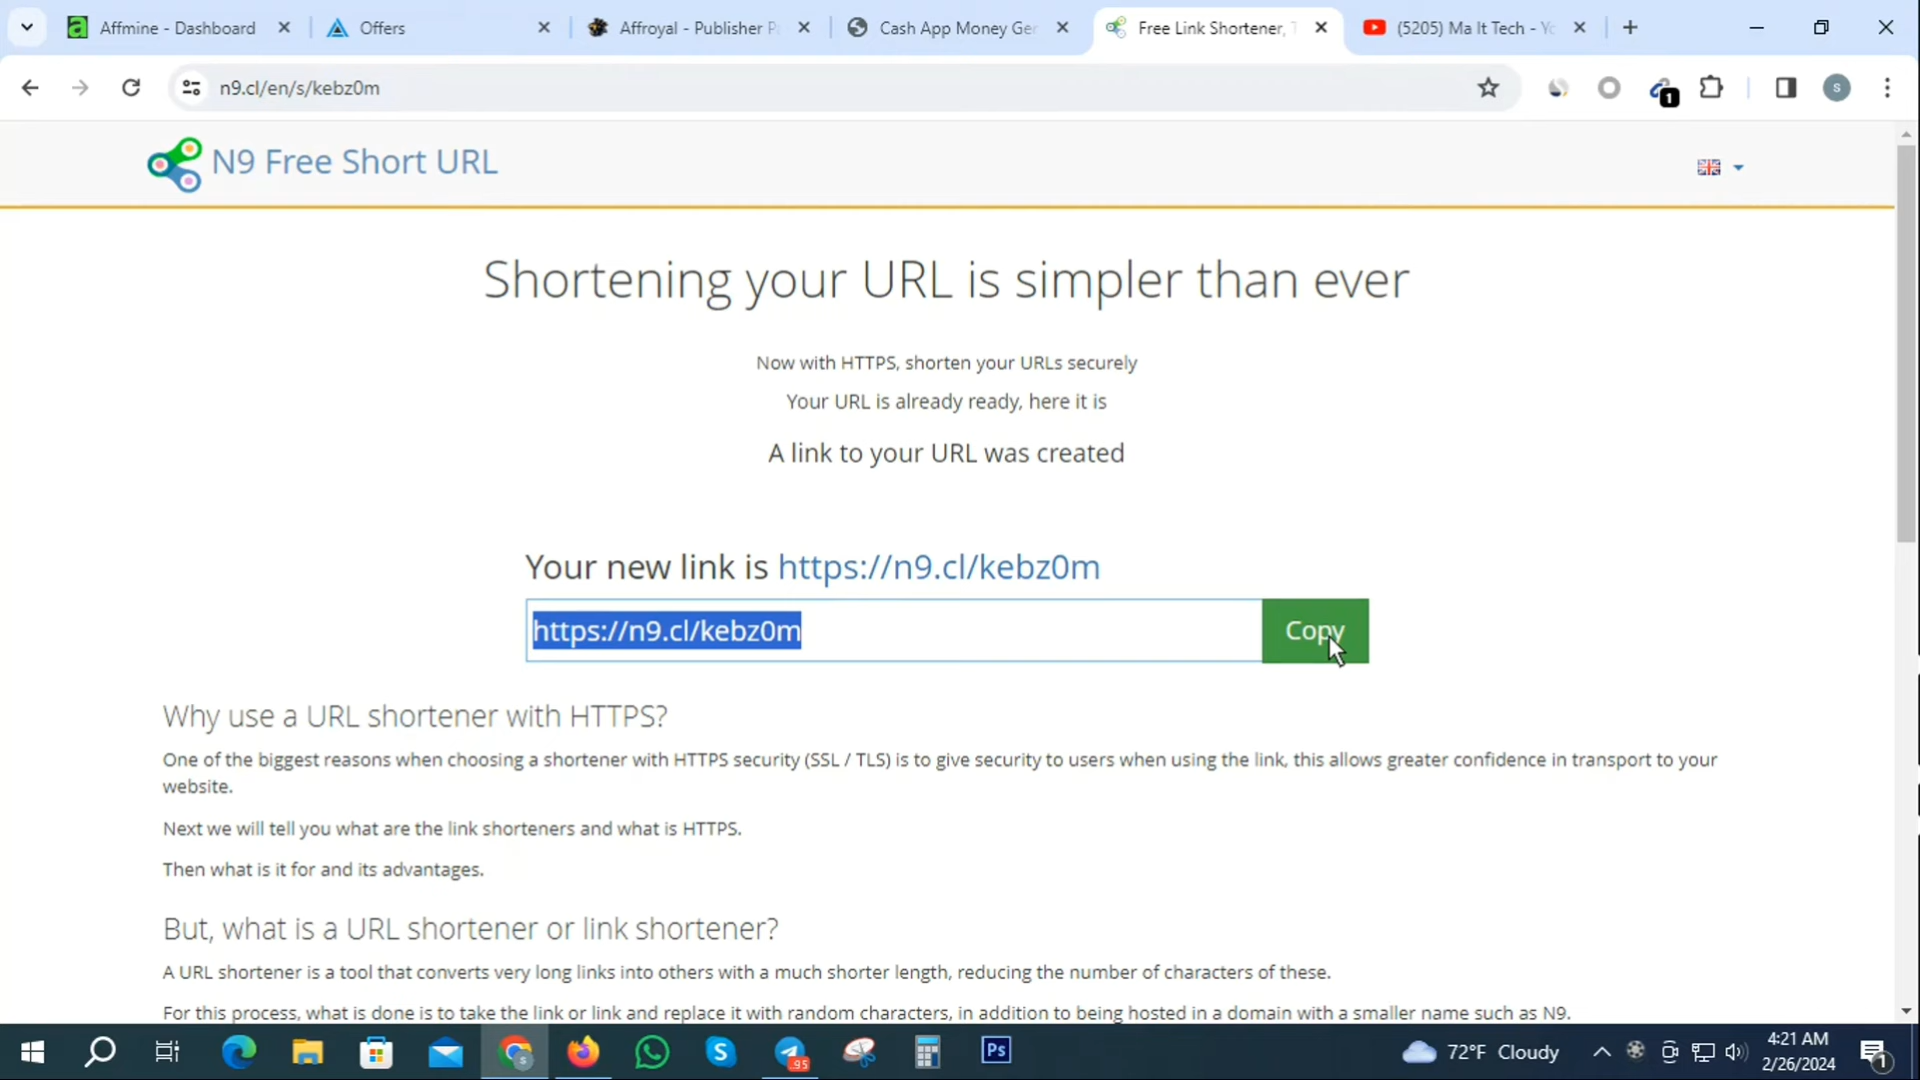 Affmine - Dashboard
Offers
Affroyal - Publisher P
Cash App Money Ge
Free Link Shortener, T
(5205) Ma It Tech - Yo
n9.cl/en/s/kebz0m
1
s
N9 Free Short URL
Shortening your URL is simpler than ever
Now with HTTPS, shorten your URLs securely
Your URL is already ready, here it is
A link to your URL was created
Your new link is https://n9.cl/kebz0m
https://n9.cl/kebz0m
Copy
Why use a URL shortener with HTTPS?
One of the biggest reasons when choosing a shortener with HTTPS security (SSL / TLS) is to give security to users when using the link, this allows greater confidence in transport to your
website.
Next we will tell you what are the link shorteners and what is HTTPS.
Then what is it for and its advantages.
But, what is a URL shortener or link shortener?
A URL shortener is a tool that converts very long links into others with a much shorter length, reducing the number of characters of these.
For this process, what is done is to take the link or link and replace it with random characters, in addition to being hosted in a domain with a smaller name such as N9.
95
Ps
72°F Cloudy
4:21 AM
2/26/2024
1